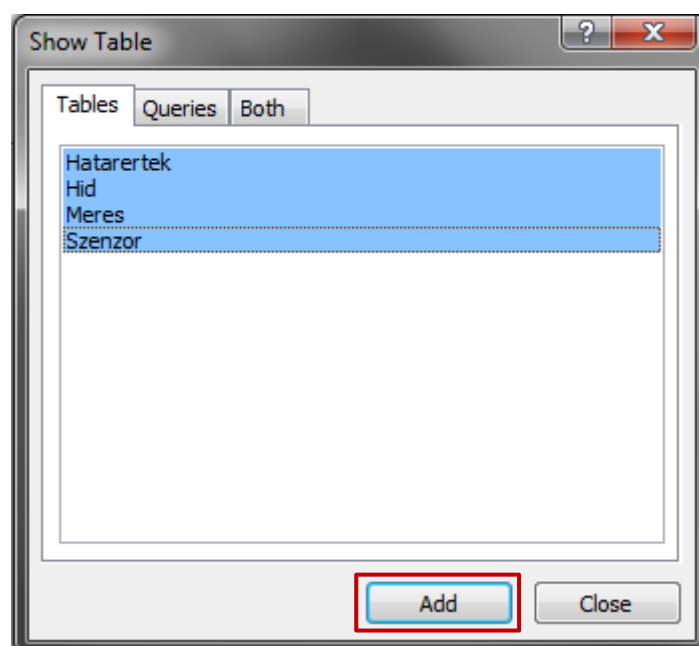 Show Table
?
Tables Queries Both
Hatarertek
Hid
Meres
Szenzor
Add Close